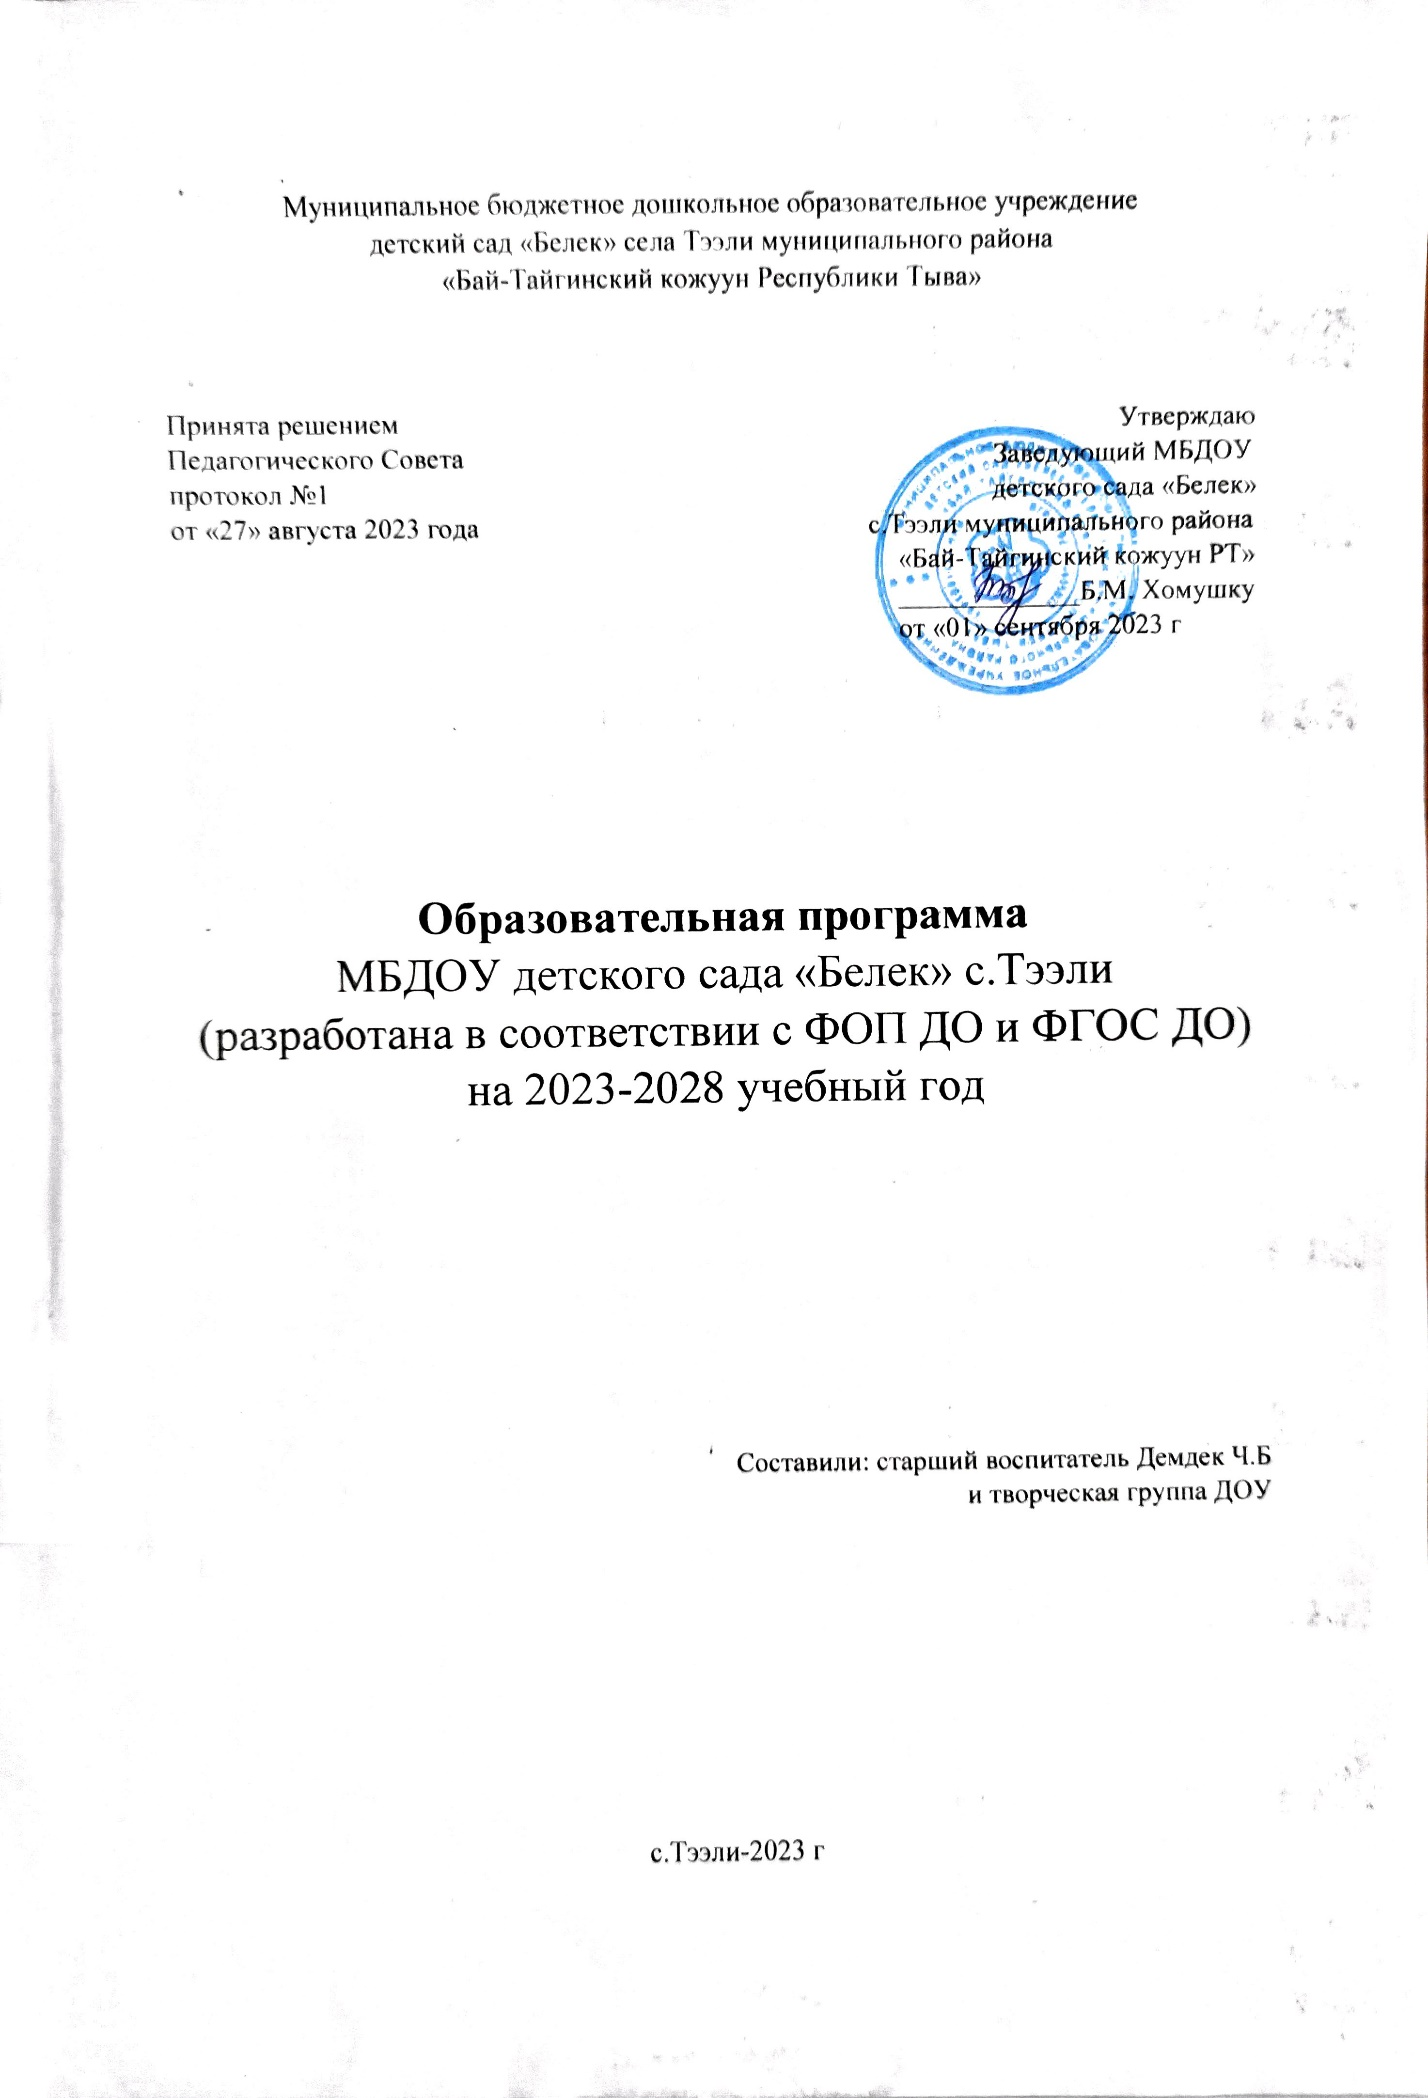 Муниципальное бюджетное дошкольное образовательное учреждение
детский сад «Белек» села Тээли муниципального района
«Бай-Тайгинский кожуун Республики Тыва»
Принята решением
Педагогического Совета
протокол №1
от «27» августа 2023 года
Утверждаю
Заведующий МБДОУ
детского сада «Белек»
с.Тээли муниципального района
«Бай-Тайгинский кожуун РТ»
_____________Б.М. Хомушку
от «01» сентября 2023 г
Образовательная программа
МБДОУ детского сада «Белек» с.Тээли
(разработана в соответствии с ФОП ДО и ФГОС ДО)
на 2023-2028 учебный год
Составили: старший воспитатель Демдек Ч.Б
и творческая группа ДОУ
с.Тээли-2023 г